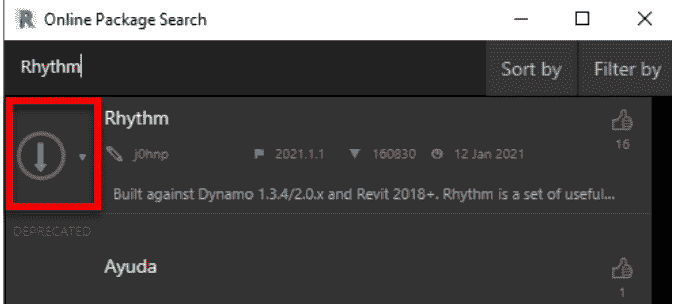 R Online Package Search
Rhythm Sort by Filter by
Rhythm
j0hnp 2021.1.1 160830 12 Jan 2021 16
Built against Dynamo 1.3.4/2.0.x and Revit 2018+. Rhythm is a set of useful...
DEPRECATED
Ayuda
1